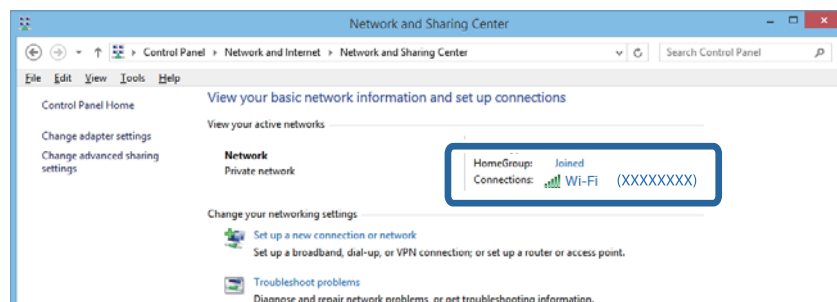 Network and Sharing Center
Control Panel Network and Internet Network and Sharing Center Search Control Panel
File Edit View Tools Help
Control Panel Home
Change adapter settings
Change advanced sharing
settings
View your basic network information and set up connections
View your active networks
Network
Private network
HomeGroup: Joined
Connections: Wi-Fi (XXXXXXXX)
Change your networking settings
Set up a new connection or network
Set up a broadband, dial-up, or VPN connection; or set up a router or access point.
Troubleshoot problems
Diagnose and repair network problems, or get troubleshooting information.